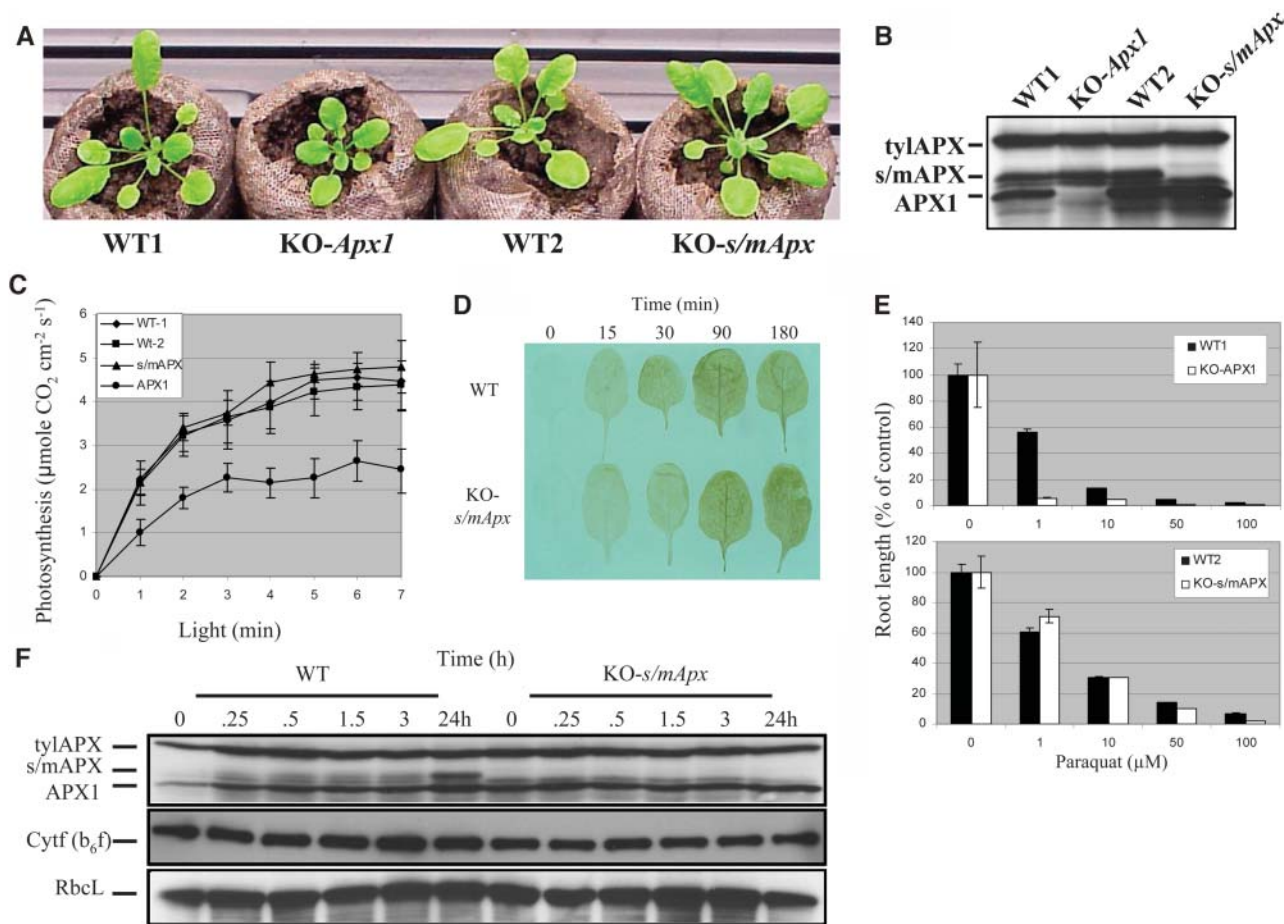 A
WT1
KO-Apx1
WT2
KO-s/mApx
B
WT1
KO-Apx1
WT2
KO-s/mApx
tylAPX
s/mAPX
APX1
C
Photosynthesis (µmole CO₂ cm⁻² s⁻¹)
6
5
4
3
2
1
0
WT-1
Wt-2
s/mAPX
APX1
0 1 2 3 4 5 6 7
Light (min)
D
Time (min)
0 15 30 90 180
WT
KO-
s/mApx
E
Root length (% of control)
140
120
100
80
60
40
20
0
WT1
KO-APX1
0 1 10 50 100
120
100
80
60
40
20
0
WT2
KO-s/mAPX
0 1 10 50 100
Paraquat (µM)
F
Time (h)
WT
KO-s/mApx
0 .25 .5 1.5 3 24h 0 .25 .5 1.5 3 24h
tylAPX
s/mAPX
APX1
Cytf (b₆f)
RbcL